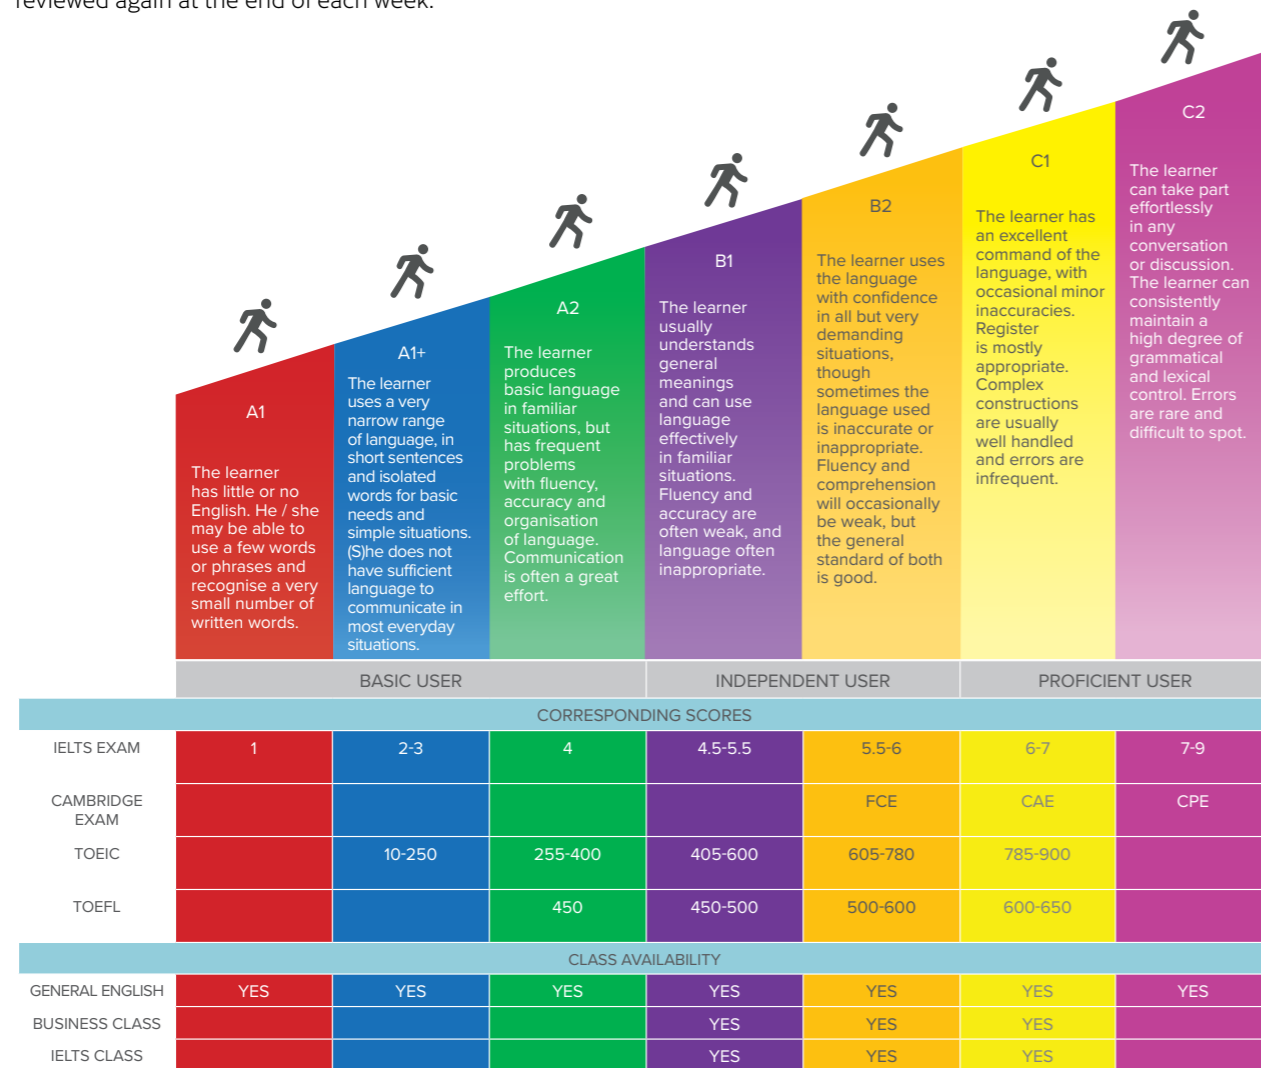 reviewed again at the end of each week.
A1
The learner
has little or no
English. He / she
may be able to
use a few words
or phrases and
recognise a very
small number of
written words.
A1+
The learner
uses a very
narrow range
of language, in
short sentences
and isolated
words for basic
needs and
simple situations.
(S)he does not
have sufficient
language to
communicate in
most everyday
situations.
A2
The learner
produces
basic language
in familiar
situations, but
has frequent
problems
with fluency,
accuracy and
organisation
of language.
Communication
is often a great
effort.
B1
The learner
usually
understands
general
meanings
and can use
language
effectively
in familiar
situations.
Fluency and
accuracy are
often weak, and
language often
inappropriate.
B2
The learner uses
the language
with confidence
in all but very
demanding
situations,
though
sometimes the
language used
is inaccurate or
inappropriate.
Fluency and
comprehension
will occasionally
be weak, but
the general
standard of both
is good.
C1
The learner has
an excellent
command of the
language, with
occasional minor
inaccuracies.
Register
is mostly
appropriate.
Complex
constructions
are usually
well handled
and errors are
infrequent.
C2
The learner
can take part
effortlessly
in any
conversation
or discussion.
The learner can
consistently
maintain a
high degree of
grammatical
and lexical
control. Errors
are rare and
difficult to spot.
BASIC USER INDEPENDENT USER PROFICIENT USER
CORRESPONDING SCORES
IELTS EXAM 1 2-3 4 4.5-5.5 5.5-6 6-7 7-9
CAMBRIDGE
EXAM FCE CAE CPE
TOEIC 10-250 255-400 405-600 605-780 785-900
TOEFL 450 450-500 500-600 600-650
CLASS AVAILABILITY
GENERAL ENGLISH YES YES YES YES YES YES YES
BUSINESS CLASS YES YES YES
IELTS CLASS YES YES YES